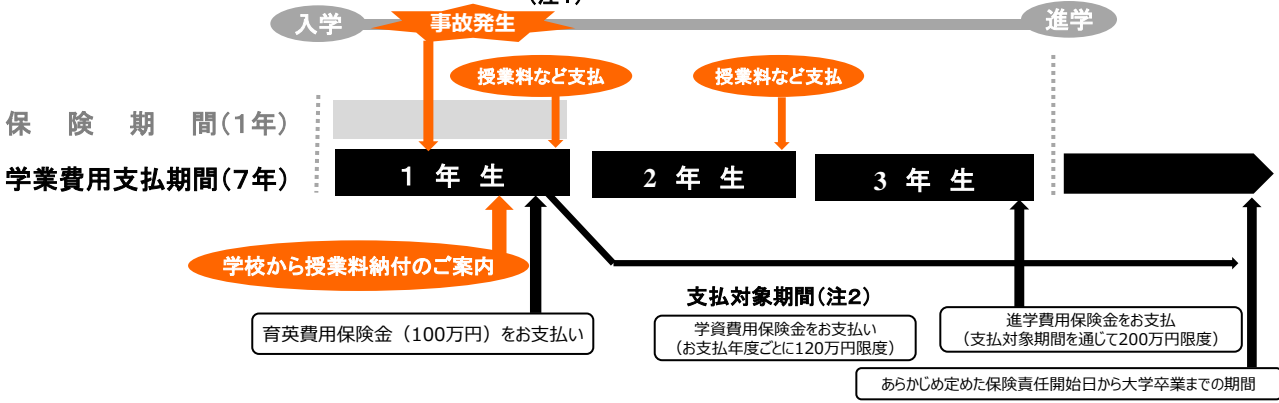 (注1)
入学
事故発生
進学
授業料など支払
授業料など支払
保険期間(1年)
学業費用支払期間(7年)
1年生
2年生
3年生
学校から授業料納付のご案内
支払対象期間(注2)
育英費用保険金（100万円）をお支払い
学資費用保険金をお支払い
(お支払年度ごとに120万円限度)
進学費用保険金をお支払
(支払対象期間を通じて200万円限度)
あらかじめ定めた保険責任開始日から大学卒業までの期間